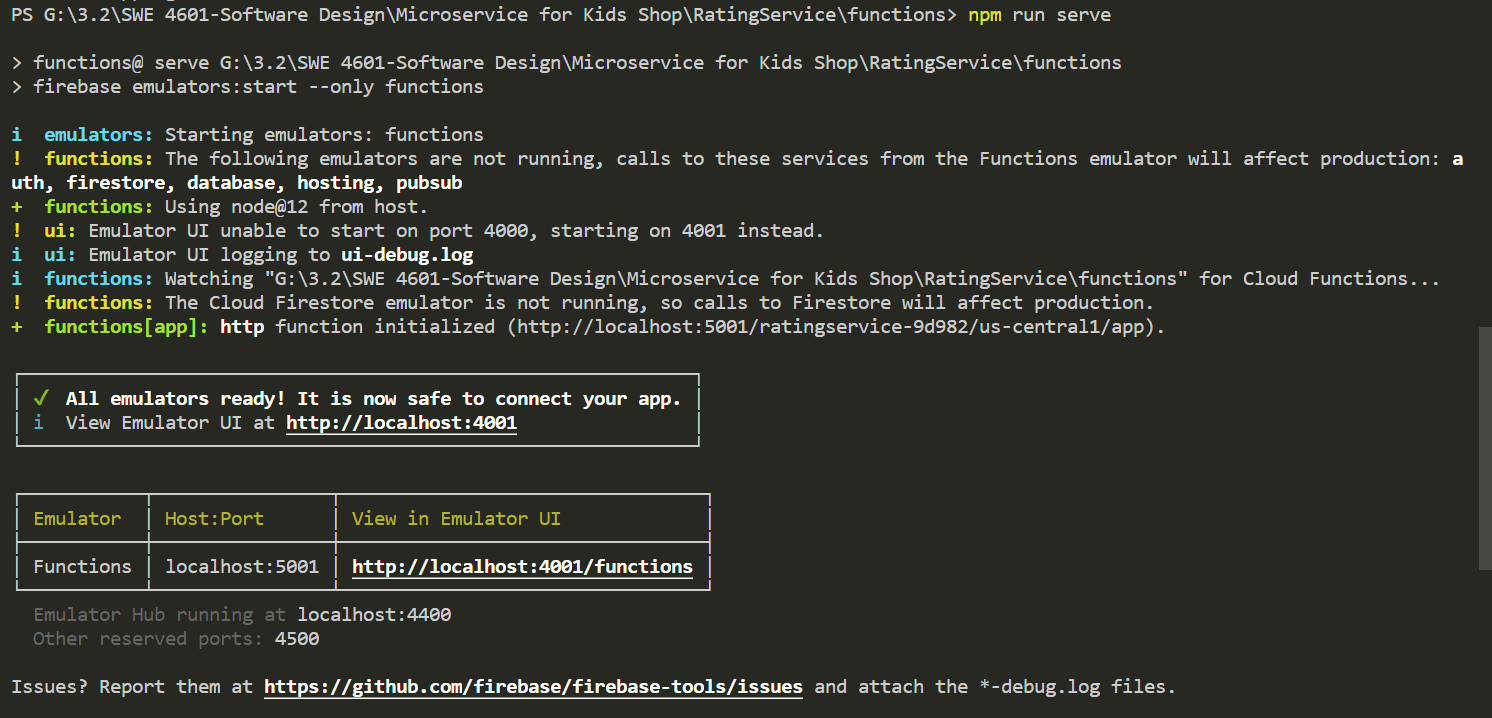 PS G:\3.2\SWE 4601-Software Design\Microservice for Kids Shop\RatingService\functions> npm run serve
> functions@ serve G:\3.2\SWE 4601-Software Design\Microservice for Kids Shop\RatingService\functions
> firebase emulators:start --only functions
i  emulators: Starting emulators: functions
!  functions: The following emulators are not running, calls to these services from the Functions emulator will affect production: a
uth, firestore, database, hosting, pubsub
+  functions: Using node@12 from host.
!  ui: Emulator UI unable to start on port 4000, starting on 4001 instead.
i  ui: Emulator UI logging to ui-debug.log
i  functions: Watching "G:\3.2\SWE 4601-Software Design\Microservice for Kids Shop\RatingService\functions" for Cloud Functions...
!  functions: The Cloud Firestore emulator is not running, so calls to Firestore will affect production.
+  functions[app]: http function initialized (http://localhost:5001/ratingservice-9d982/us-central1/app).
✔  All emulators ready! It is now safe to connect your app.
i  View Emulator UI at http://localhost:4001
Emulator Host:Port View in Emulator UI
Functions localhost:5001 http://localhost:4001/functions
Emulator Hub running at localhost:4400
Other reserved ports: 4500
Issues? Report them at https://github.com/firebase/firebase-tools/issues and attach the *-debug.log files.